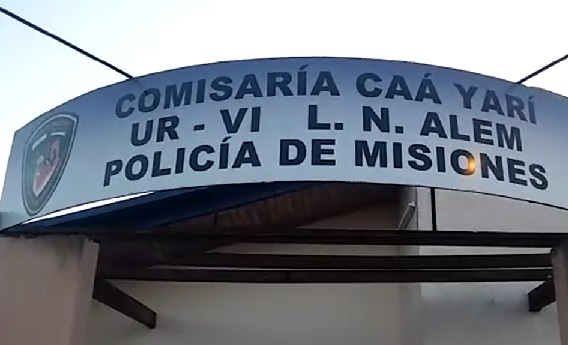 COMISARÍA CAÁ YARÍ
UR - VI L. N. ALEM
POLICÍA DE MISIONES